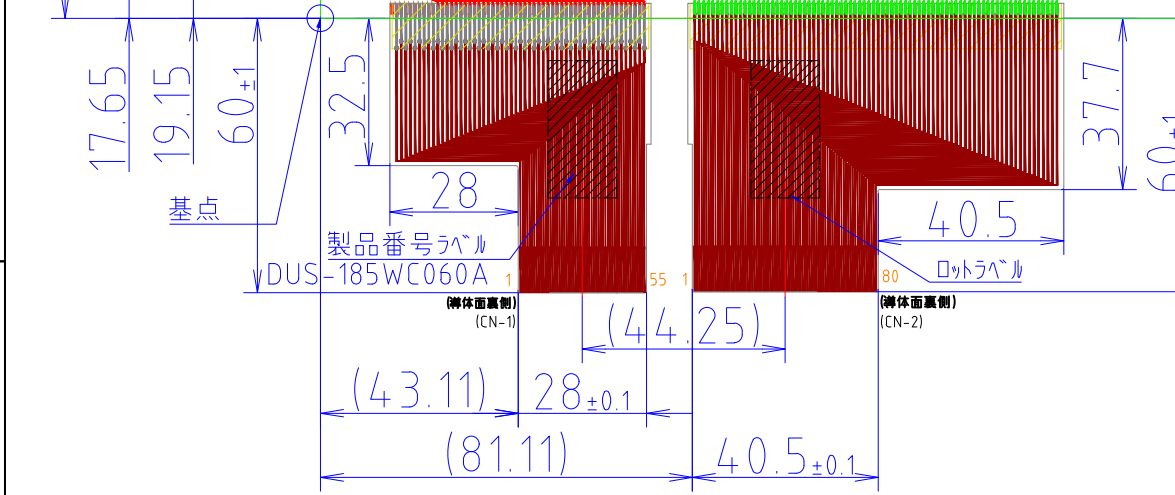 17.65
19.15
60±1
32.5
37.7
60±1
基点
28
40.5
製品番号ラベル
DUS-185WC060A
ロットラベル
1
55
1
80
(導体面裏側)
(CN-1)
(導体面裏側)
(CN-2)
(44.25)
(43.11)
28±0.1
(81.11)
40.5±0.1